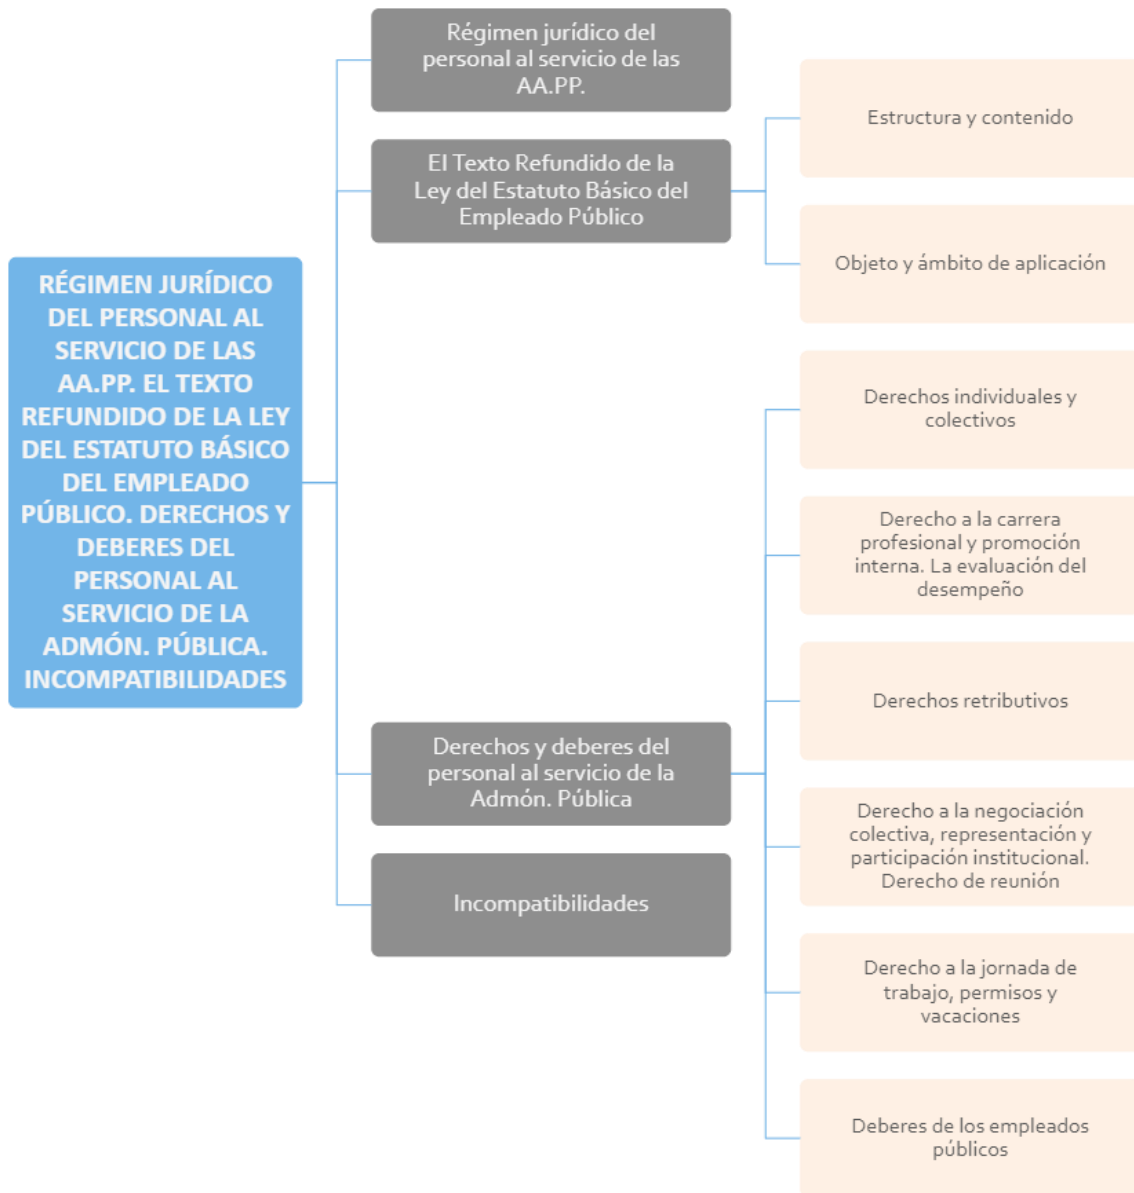 RÉGIMEN JURÍDICO
DEL PERSONAL AL
SERVICIO DE LAS
AA.PP. EL TEXTO
REFUNDIDO DE LA LEY
DEL ESTATUTO BÁSICO
DEL EMPLEADO
PÚBLICO. DERECHOS Y
DEBERES DEL
PERSONAL AL
SERVICIO DE LA
ADMÓN. PÚBLICA.
INCOMPATIBILIDADES
Régimen jurídico del
personal al servicio de las
AA.PP.
El Texto Refundido de la
Ley del Estatuto Básico del
Empleado Público
Estructura y contenido
Objeto y ámbito de aplicación
Derechos y deberes del
personal al servicio de la
Admón. Pública
Derechos individuales y
colectivos
Derecho a la carrera
profesional y promoción
interna. La evaluación del
desempeño
Derechos retributivos
Derecho a la negociación
colectiva, representación y
participación institucional.
Derecho de reunión
Derecho a la jornada de
trabajo, permisos y
vacaciones
Deberes de los empleados
públicos
Incompatibilidades